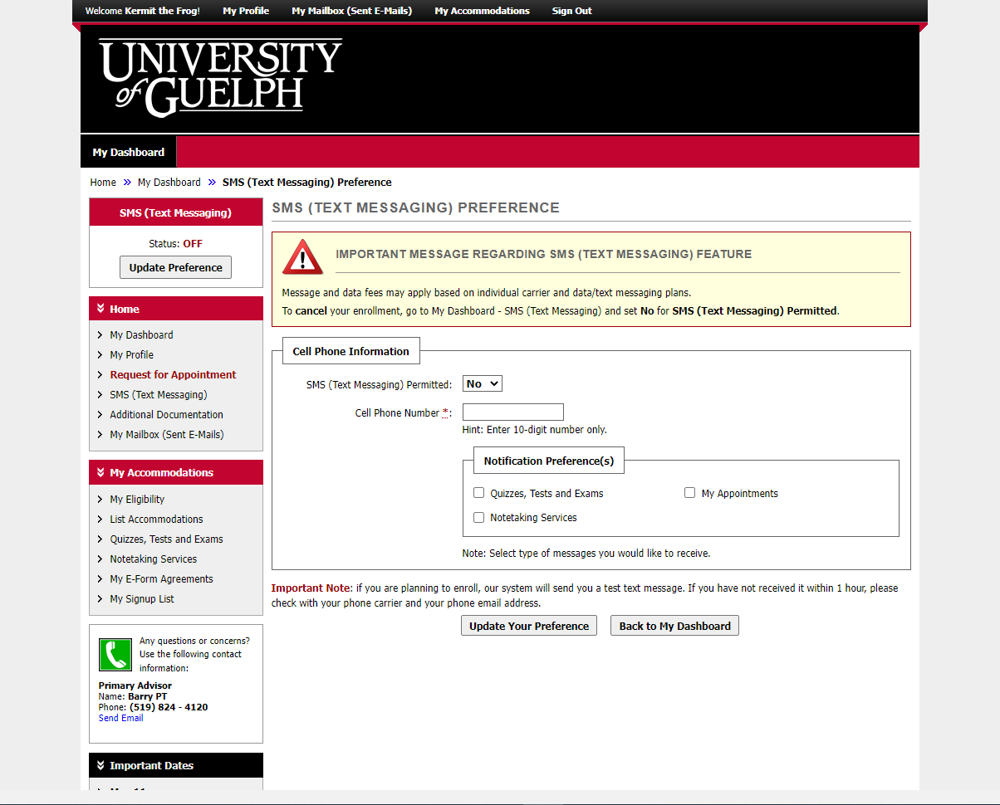 Welcome Kermit the Frog! My Profile My Mailbox (Sent E-Mails) My Accommodations Sign Out
UNIVERSITY
of GUELPH
My Dashboard
Home » My Dashboard » SMS (Text Messaging) Preference
SMS (Text Messaging)
Status: OFF
Update Preference
Home
My Dashboard
My Profile
Request for Appointment
SMS (Text Messaging)
Additional Documentation
My Mailbox (Sent E-Mails)
My Accommodations
My Eligibility
List Accommodations
Quizzes, Tests and Exams
Notetaking Services
My E-Form Agreements
My Signup List
Any questions or concerns?
Use the following contact
information:
Primary Advisor
Name: Barry PT
Phone: (519) 824 - 4120
Send Email
Important Dates
SMS (TEXT MESSAGING) PREFERENCE
IMPORTANT MESSAGE REGARDING SMS (TEXT MESSAGING) FEATURE
Message and data fees may apply based on individual carrier and data/text messaging plans.
To cancel your enrollment, go to My Dashboard - SMS (Text Messaging) and set No for SMS (Text Messaging) Permitted.
Cell Phone Information
SMS (Text Messaging) Permitted: No
Cell Phone Number *:
Hint: Enter 10-digit number only.
Notification Preference(s)
Quizzes, Tests and Exams My Appointments
Notetaking Services
Note: Select type of messages you would like to receive.
Important Note: if you are planning to enroll, our system will send you a test text message. If you have not received it within 1 hour, please
check with your phone carrier and your phone email address.
Update Your Preference Back to My Dashboard